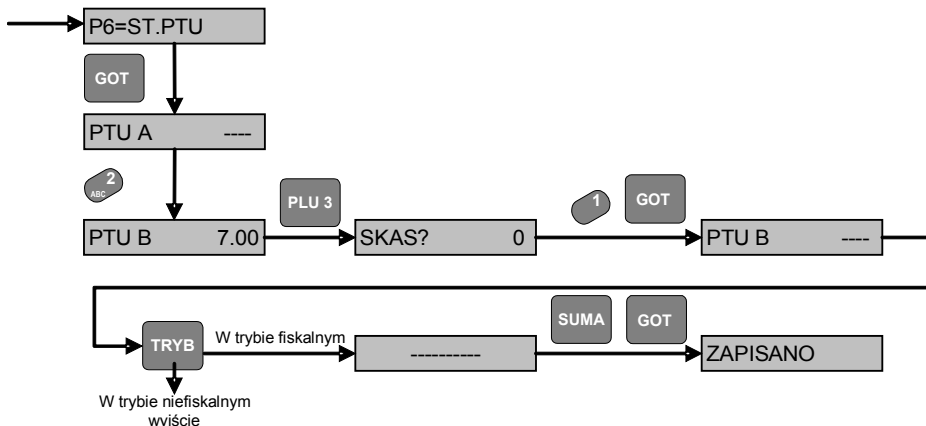 P6=ST.PTU
GOT
PTU A ----
2
ABC
PTU B 7.00
PLU 3
SKAS? 0
1
GOT
PTU B ----
TRYB
W trybie fiskalnym
----------
SUMA
GOT
ZAPISANO
W trybie niefiskalnym
wyjście